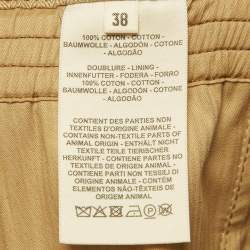 38
100% COTON - COTTON -
BAUMWOLLE - ALGODÓN - COTONE
- ALGODÃO
DOUBLURE - LINING -
INNENFUTTER - FODERA - FORRO
100% COTON - COTTON -
BAUMWOLLE - ALGODÓN - COTONE
- ALGODÃO
CONTIENT DES PARTIES NON
TEXTILES D'ORIGINE ANIMALE -
CONTAINS NON-TEXTILE PARTS OF
ANIMAL ORIGIN - ENTHÄLT NICHT
TEXTILE TEILE TIERISCHER
HERKUNFT - CONTIENE PARTES NO
TEXTILES DE ORIGEN ANIMAL -
CONTIENE PARTI NON TESSILI DI
ORIGINE ANIMALE - CONTÉM
ELEMENTOS NÃO-TÊXTEIS DE
ORIGEM ANIMAL
P